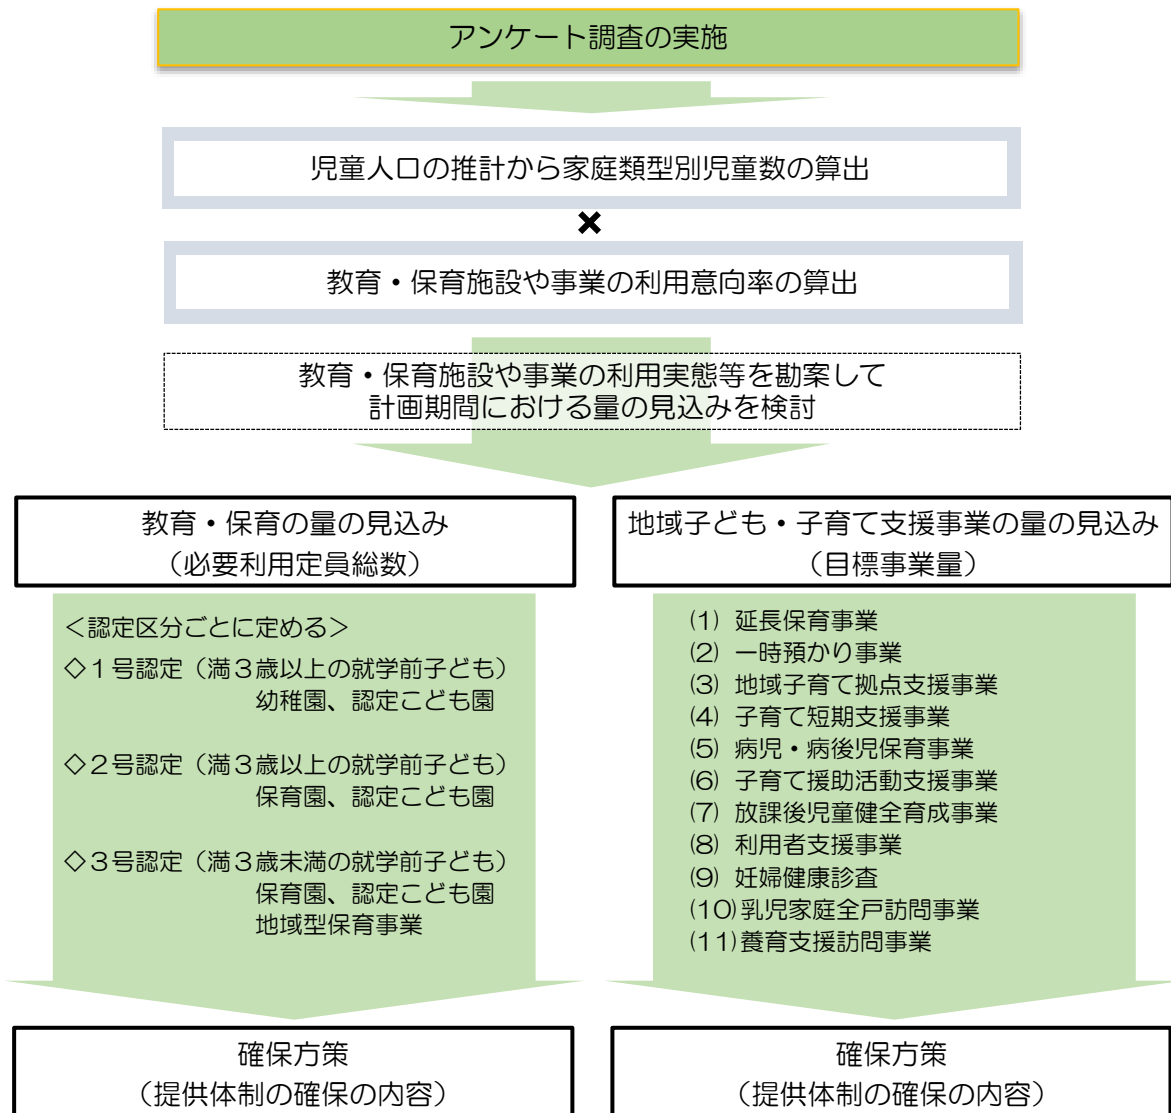 アンケート調査の実施
児童人口の推計から家庭類型別児童数の算出
×
教育・保育施設や事業の利用意向率の算出
教育・保育施設や事業の利用実態等を勘案して
計画期間における量の見込みを検討
教育・保育の量の見込み
（必要利用定員総数）
＜認定区分ごとに定める＞
◇１号認定（満３歳以上の就学前子ども）
幼稚園、認定こども園
◇２号認定（満３歳以上の就学前子ども）
保育園、認定こども園
◇３号認定（満３歳未満の就学前子ども）
保育園、認定こども園
地域型保育事業
確保方策
（提供体制の確保の内容）
地域子ども・子育て支援事業の量の見込み
（目標事業量）
(1) 延長保育事業
(2) 一時預かり事業
(3) 地域子育て拠点支援事業
(4) 子育て短期支援事業
(5) 病児・病後児保育事業
(6) 子育て援助活動支援事業
(7) 放課後児童健全育成事業
(8) 利用者支援事業
(9) 妊婦健康診査
(10)乳児家庭全戸訪問事業
(11)養育支援訪問事業
確保方策
（提供体制の確保の内容）